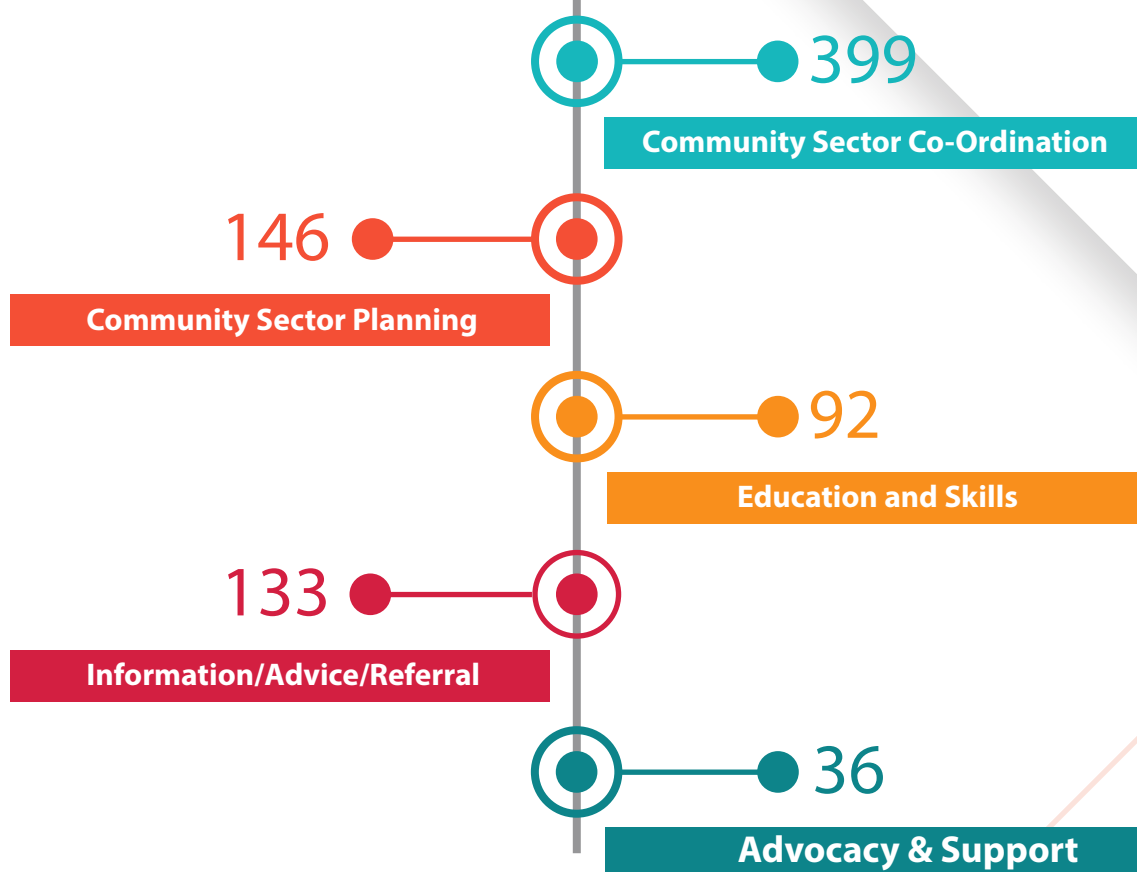 399
Community Sector Co-Ordination
146
Community Sector Planning
92
Education and Skills
133
Information/Advice/Referral
36
Advocacy & Support